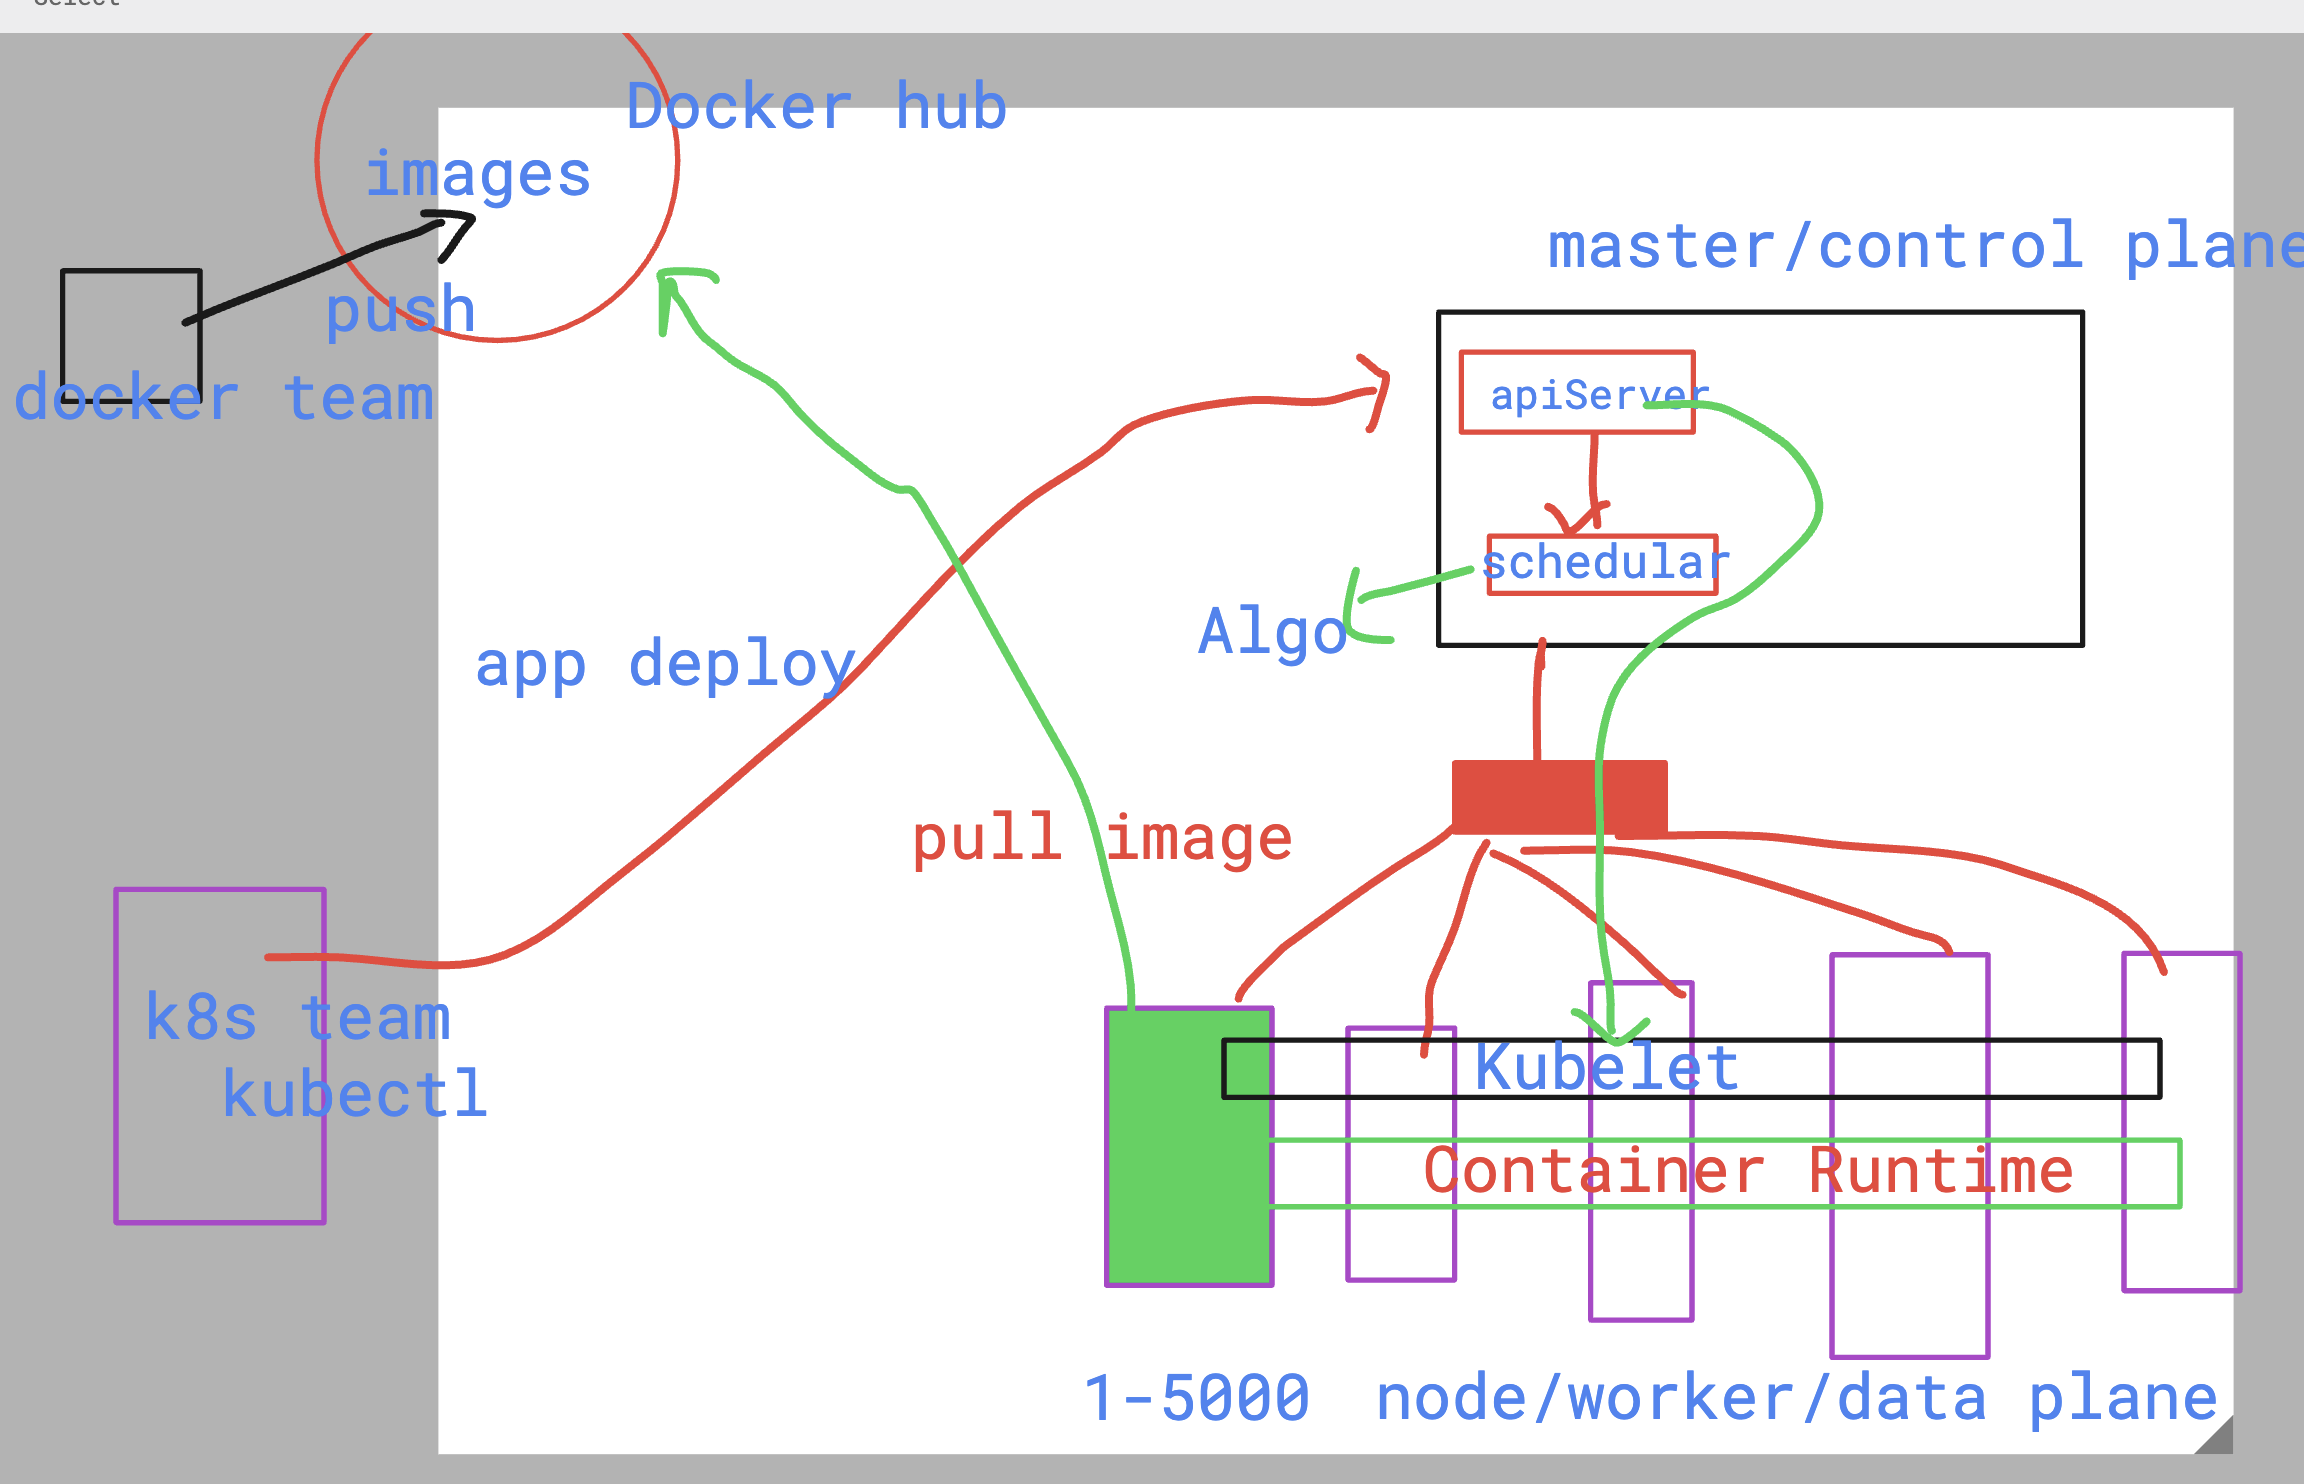 Select
Docker hub
images
push
docker team
master/control plane
apiServer
schedular
Algo
app deploy
pull image
k8s team
kubectl
Kubelet
Container Runtime
1-5000
node/worker/data plane